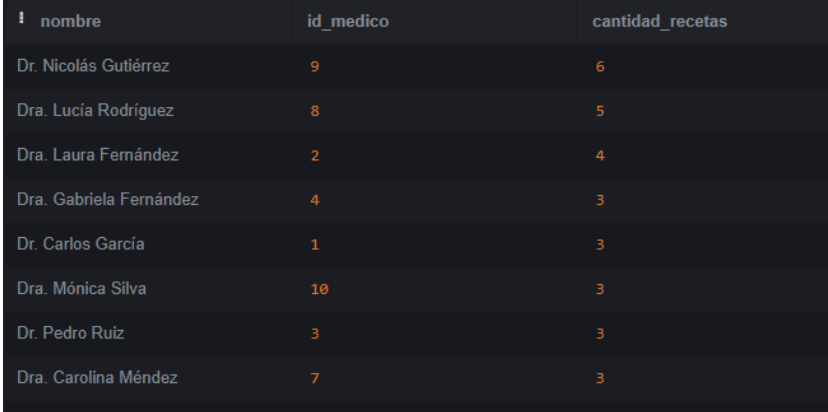 nombre id_medico cantidad_recetas
Dr. Nicolás Gutiérrez 9 6
Dra. Lucía Rodríguez 8 5
Dra. Laura Fernández 2 4
Dra. Gabriela Fernández 4 3
Dr. Carlos García 1 3
Dra. Mónica Silva 10 3
Dr. Pedro Ruiz 3 3
Dra. Carolina Méndez 7 3